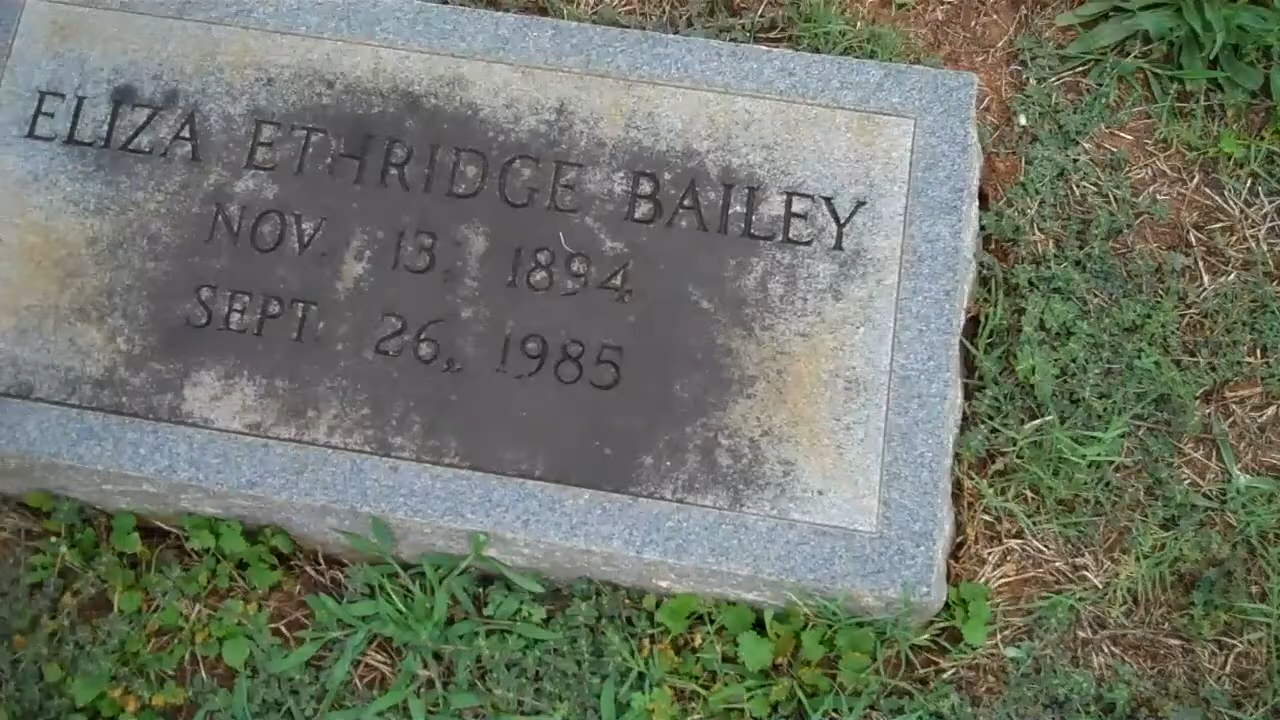 ELIZA ETHRIDGE BAILEY
NOV. 13, 1894
SEPT. 26, 1985